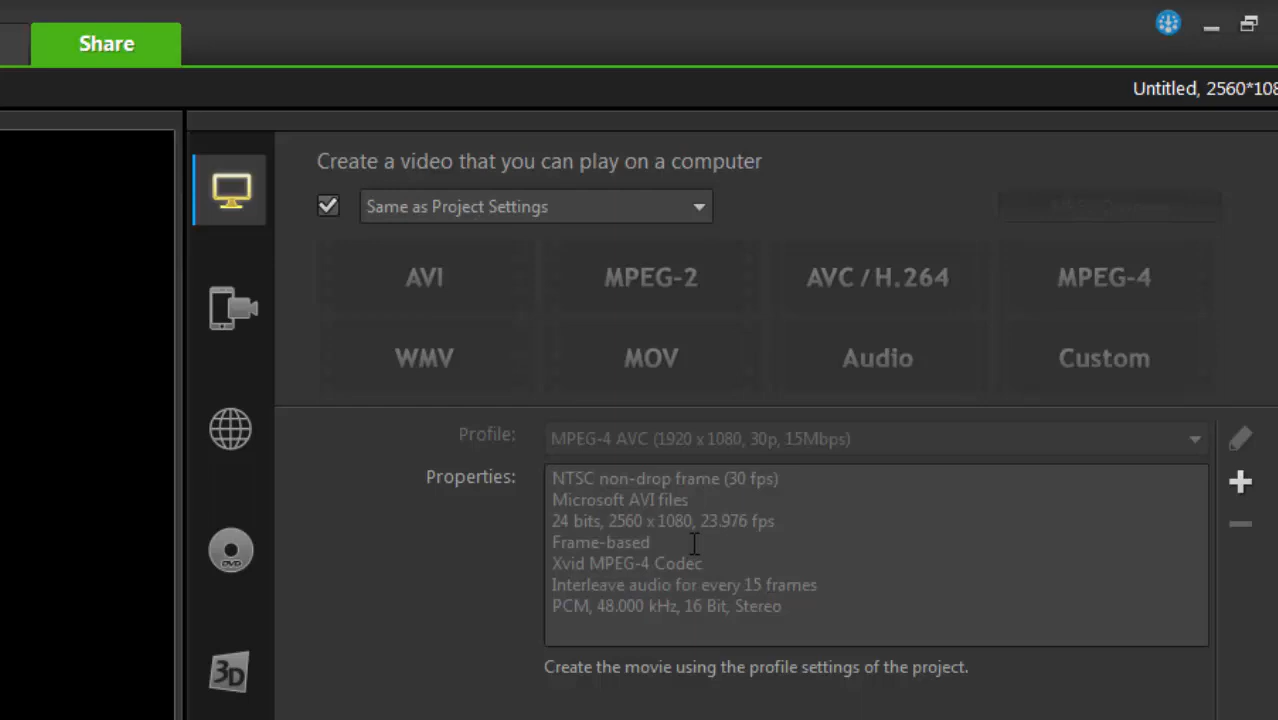 Share
Untitled, 2560*108
Create a video that you can play on a computer
Same as Project Settings
AVI MPEG-2 AVC / H.264 MPEG-4
WMV MOV Audio Custom
Profile: MPEG-4 AVC (1920 x 1080, 30p, 15Mbps)
Properties: NTSC non-drop frame (30 fps)
Microsoft AVI files
24 bits, 2560 x 1080, 23.976 fps
Frame-based
Xvid MPEG-4 Codec
Interleave audio for every 15 frames
PCM, 48.000 kHz, 16 Bit, Stereo
DVD
3D
Create the movie using the profile settings of the project.